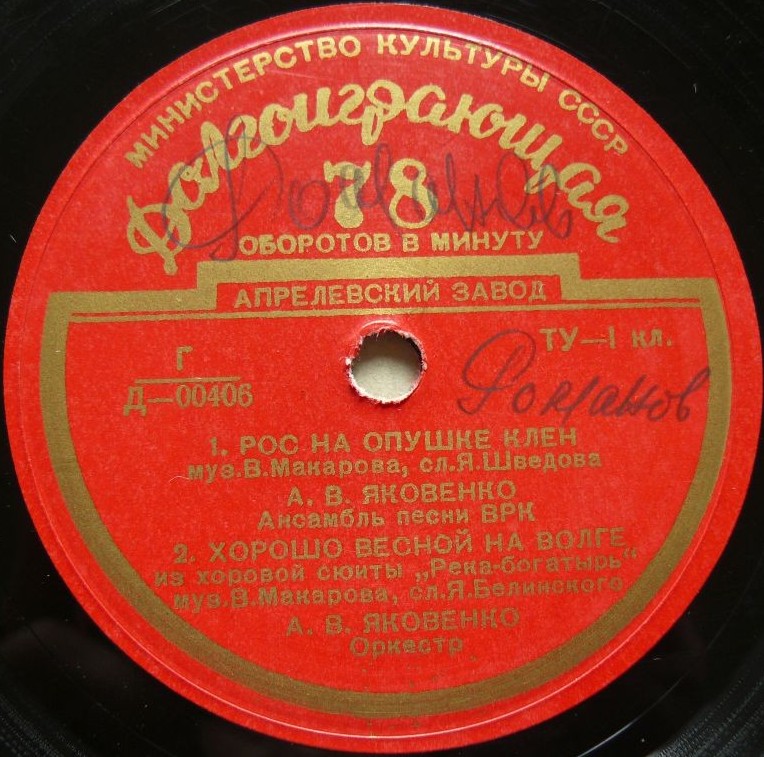 МИНИСТЕРСТВО КУЛЬТУРЫ СССР
Долгоиграющая
78
ОБОРОТОВ В МИНУТУ
АПРЕЛЕВСКИЙ ЗАВОД
ТУ—I кл.
Г
Д—00406
Романов
1. РОС НА ОПУШКЕ КЛЕН
муз.В.Макарова, сл.Я.Шведова
А. В. ЯКОВЕНКО
Ансамбль песни ВРК
2. ХОРОШО ВЕСНОЙ НА ВОЛГЕ
из хоровой сюиты „Река-богатырь"
муз.В.Макарова, сл.Я.Белинского
А. В. ЯКОВЕНКО
Оркестр